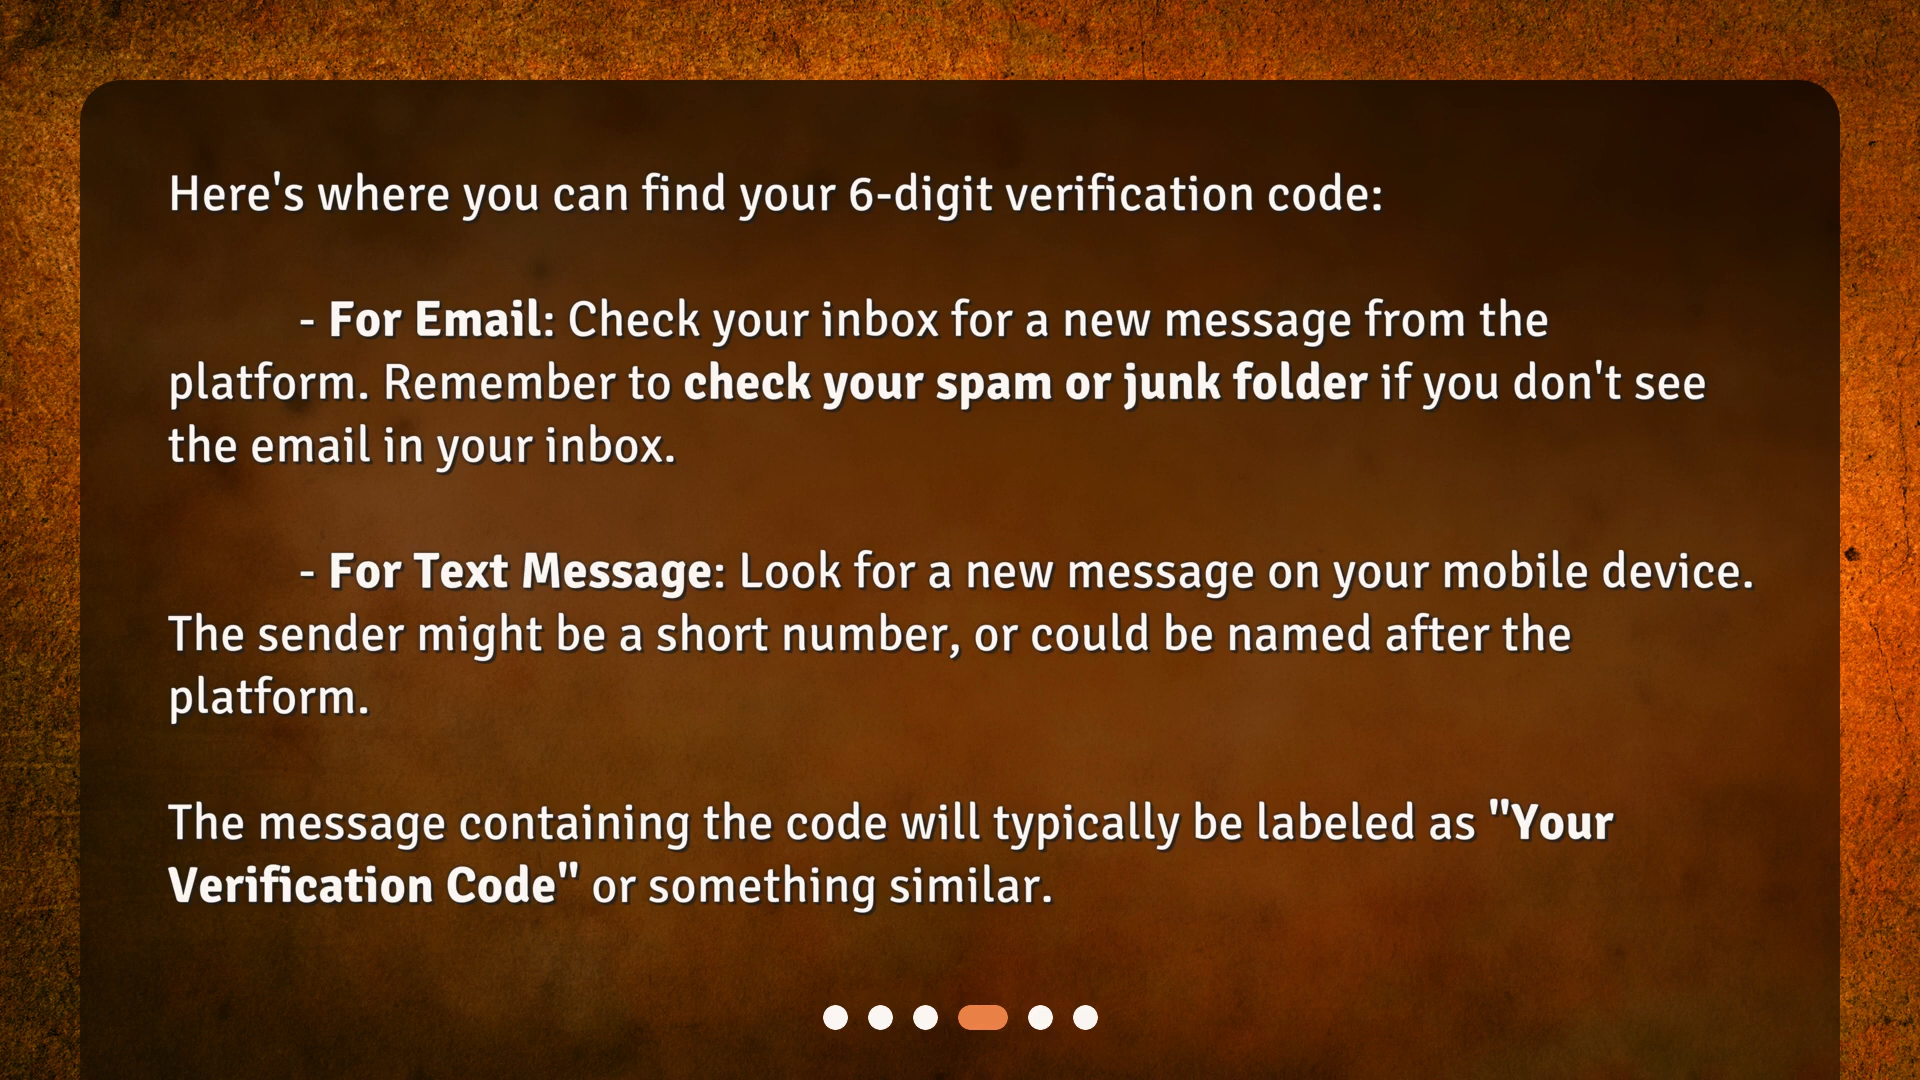 Here's where you can find your 6-digit verification code:
- For Email: Check your inbox for a new message from the
platform. Remember to check your spam or junk folder if you don't see
the email in your inbox.
- For Text Message: Look for a new message on your mobile device.
The sender might be a short number, or could be named after the
platform.
The message containing the code will typically be labeled as "Your
Verification Code" or something similar.